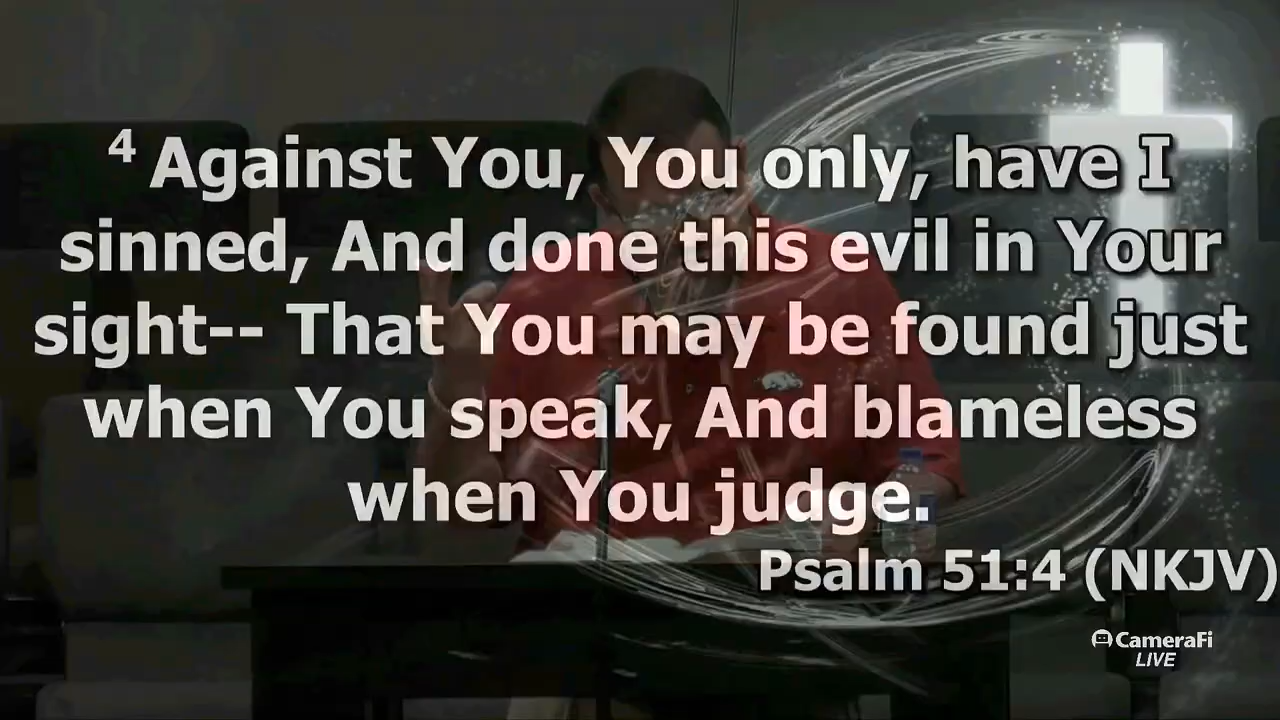 4 Against You, You only, have I
sinned, And done this evil in Your
sight-- That You may be found just
when You speak, And blameless
when You judge.
Psalm 51:4 (NKJV)
CameraFi
LIVE